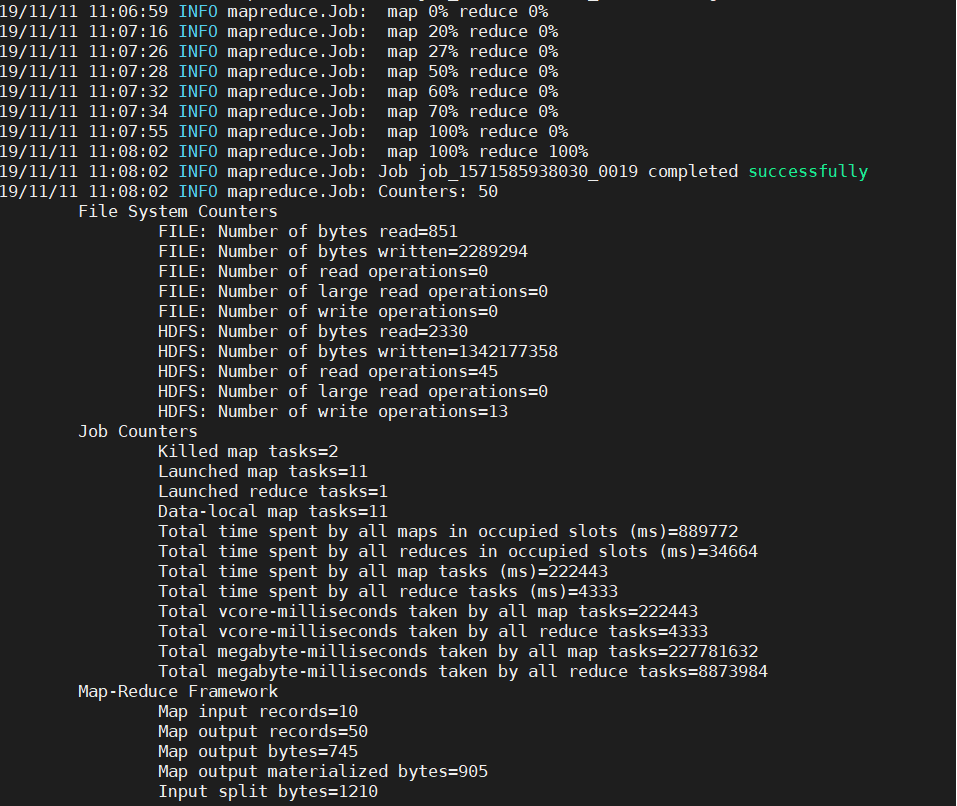 19/11/11 11:06:59 INFO mapreduce.Job:  map 0% reduce 0%
19/11/11 11:07:16 INFO mapreduce.Job:  map 20% reduce 0%
19/11/11 11:07:26 INFO mapreduce.Job:  map 27% reduce 0%
19/11/11 11:07:28 INFO mapreduce.Job:  map 50% reduce 0%
19/11/11 11:07:32 INFO mapreduce.Job:  map 60% reduce 0%
19/11/11 11:07:34 INFO mapreduce.Job:  map 70% reduce 0%
19/11/11 11:07:55 INFO mapreduce.Job:  map 100% reduce 0%
19/11/11 11:08:02 INFO mapreduce.Job:  map 100% reduce 100%
19/11/11 11:08:02 INFO mapreduce.Job: Job job_1571585938030_0019 completed successfully
19/11/11 11:08:02 INFO mapreduce.Job: Counters: 50
File System Counters
FILE: Number of bytes read=851
FILE: Number of bytes written=2289294
FILE: Number of read operations=0
FILE: Number of large read operations=0
FILE: Number of write operations=0
HDFS: Number of bytes read=2330
HDFS: Number of bytes written=1342177358
HDFS: Number of read operations=45
HDFS: Number of large read operations=0
HDFS: Number of write operations=13
Job Counters
Killed map tasks=2
Launched map tasks=11
Launched reduce tasks=1
Data-local map tasks=11
Total time spent by all maps in occupied slots (ms)=889772
Total time spent by all reduces in occupied slots (ms)=34664
Total time spent by all map tasks (ms)=222443
Total time spent by all reduce tasks (ms)=4333
Total vcore-milliseconds taken by all map tasks=222443
Total vcore-milliseconds taken by all reduce tasks=4333
Total megabyte-milliseconds taken by all map tasks=227781632
Total megabyte-milliseconds taken by all reduce tasks=8873984
Map-Reduce Framework
Map input records=10
Map output records=50
Map output bytes=745
Map output materialized bytes=905
Input split bytes=1210